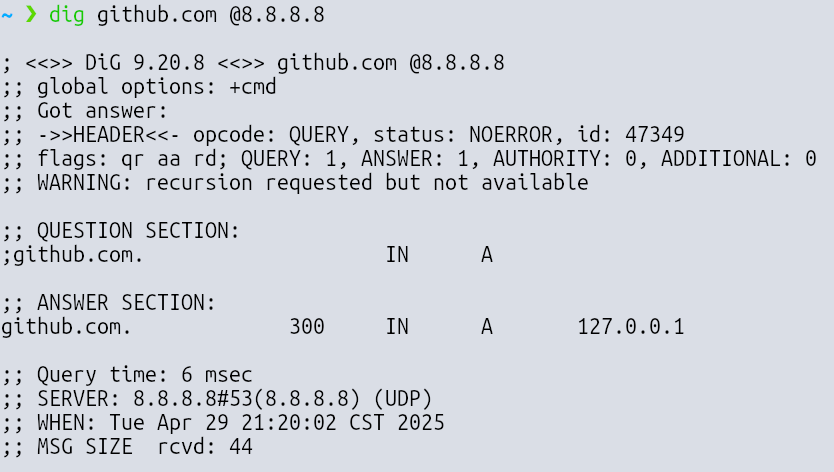 ~ ❯ dig github.com @8.8.8.8
; <<>> DiG 9.20.8 <<>> github.com @8.8.8.8
;; global options: +cmd
;; Got answer:
;; ->>HEADER<<- opcode: QUERY, status: NOERROR, id: 47349
;; flags: qr aa rd; QUERY: 1, ANSWER: 1, AUTHORITY: 0, ADDITIONAL: 0
;; WARNING: recursion requested but not available
;; QUESTION SECTION:
;github.com. IN A
;; ANSWER SECTION:
github.com. 300 IN A 127.0.0.1
;; Query time: 6 msec
;; SERVER: 8.8.8.8#53(8.8.8.8) (UDP)
;; WHEN: Tue Apr 29 21:20:02 CST 2025
;; MSG SIZE rcvd: 44